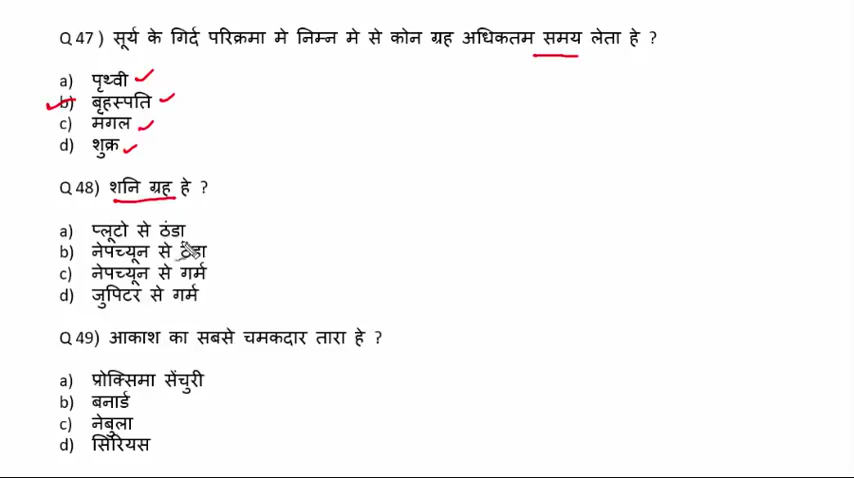 Q 47 ) सूर्य के गिर्द परिक्रमा मे निम्न मे से कोन ग्रह अधिकतम समय लेता हे ?
a) पृथ्वी
b) बृहस्पति
c) मंगल
d) शुक्र
Q 48) शनि ग्रह हे ?
a) प्लूटो से ठंडा
b) नेपच्यून से ठंडा
c) नेपच्यून से गर्म
d) जुपिटर से गर्म
Q 49) आकाश का सबसे चमकदार तारा हे ?
a) प्रोक्सिमा सेंचुरी
b) बनार्ड
c) नेबुला
d) सिरियस